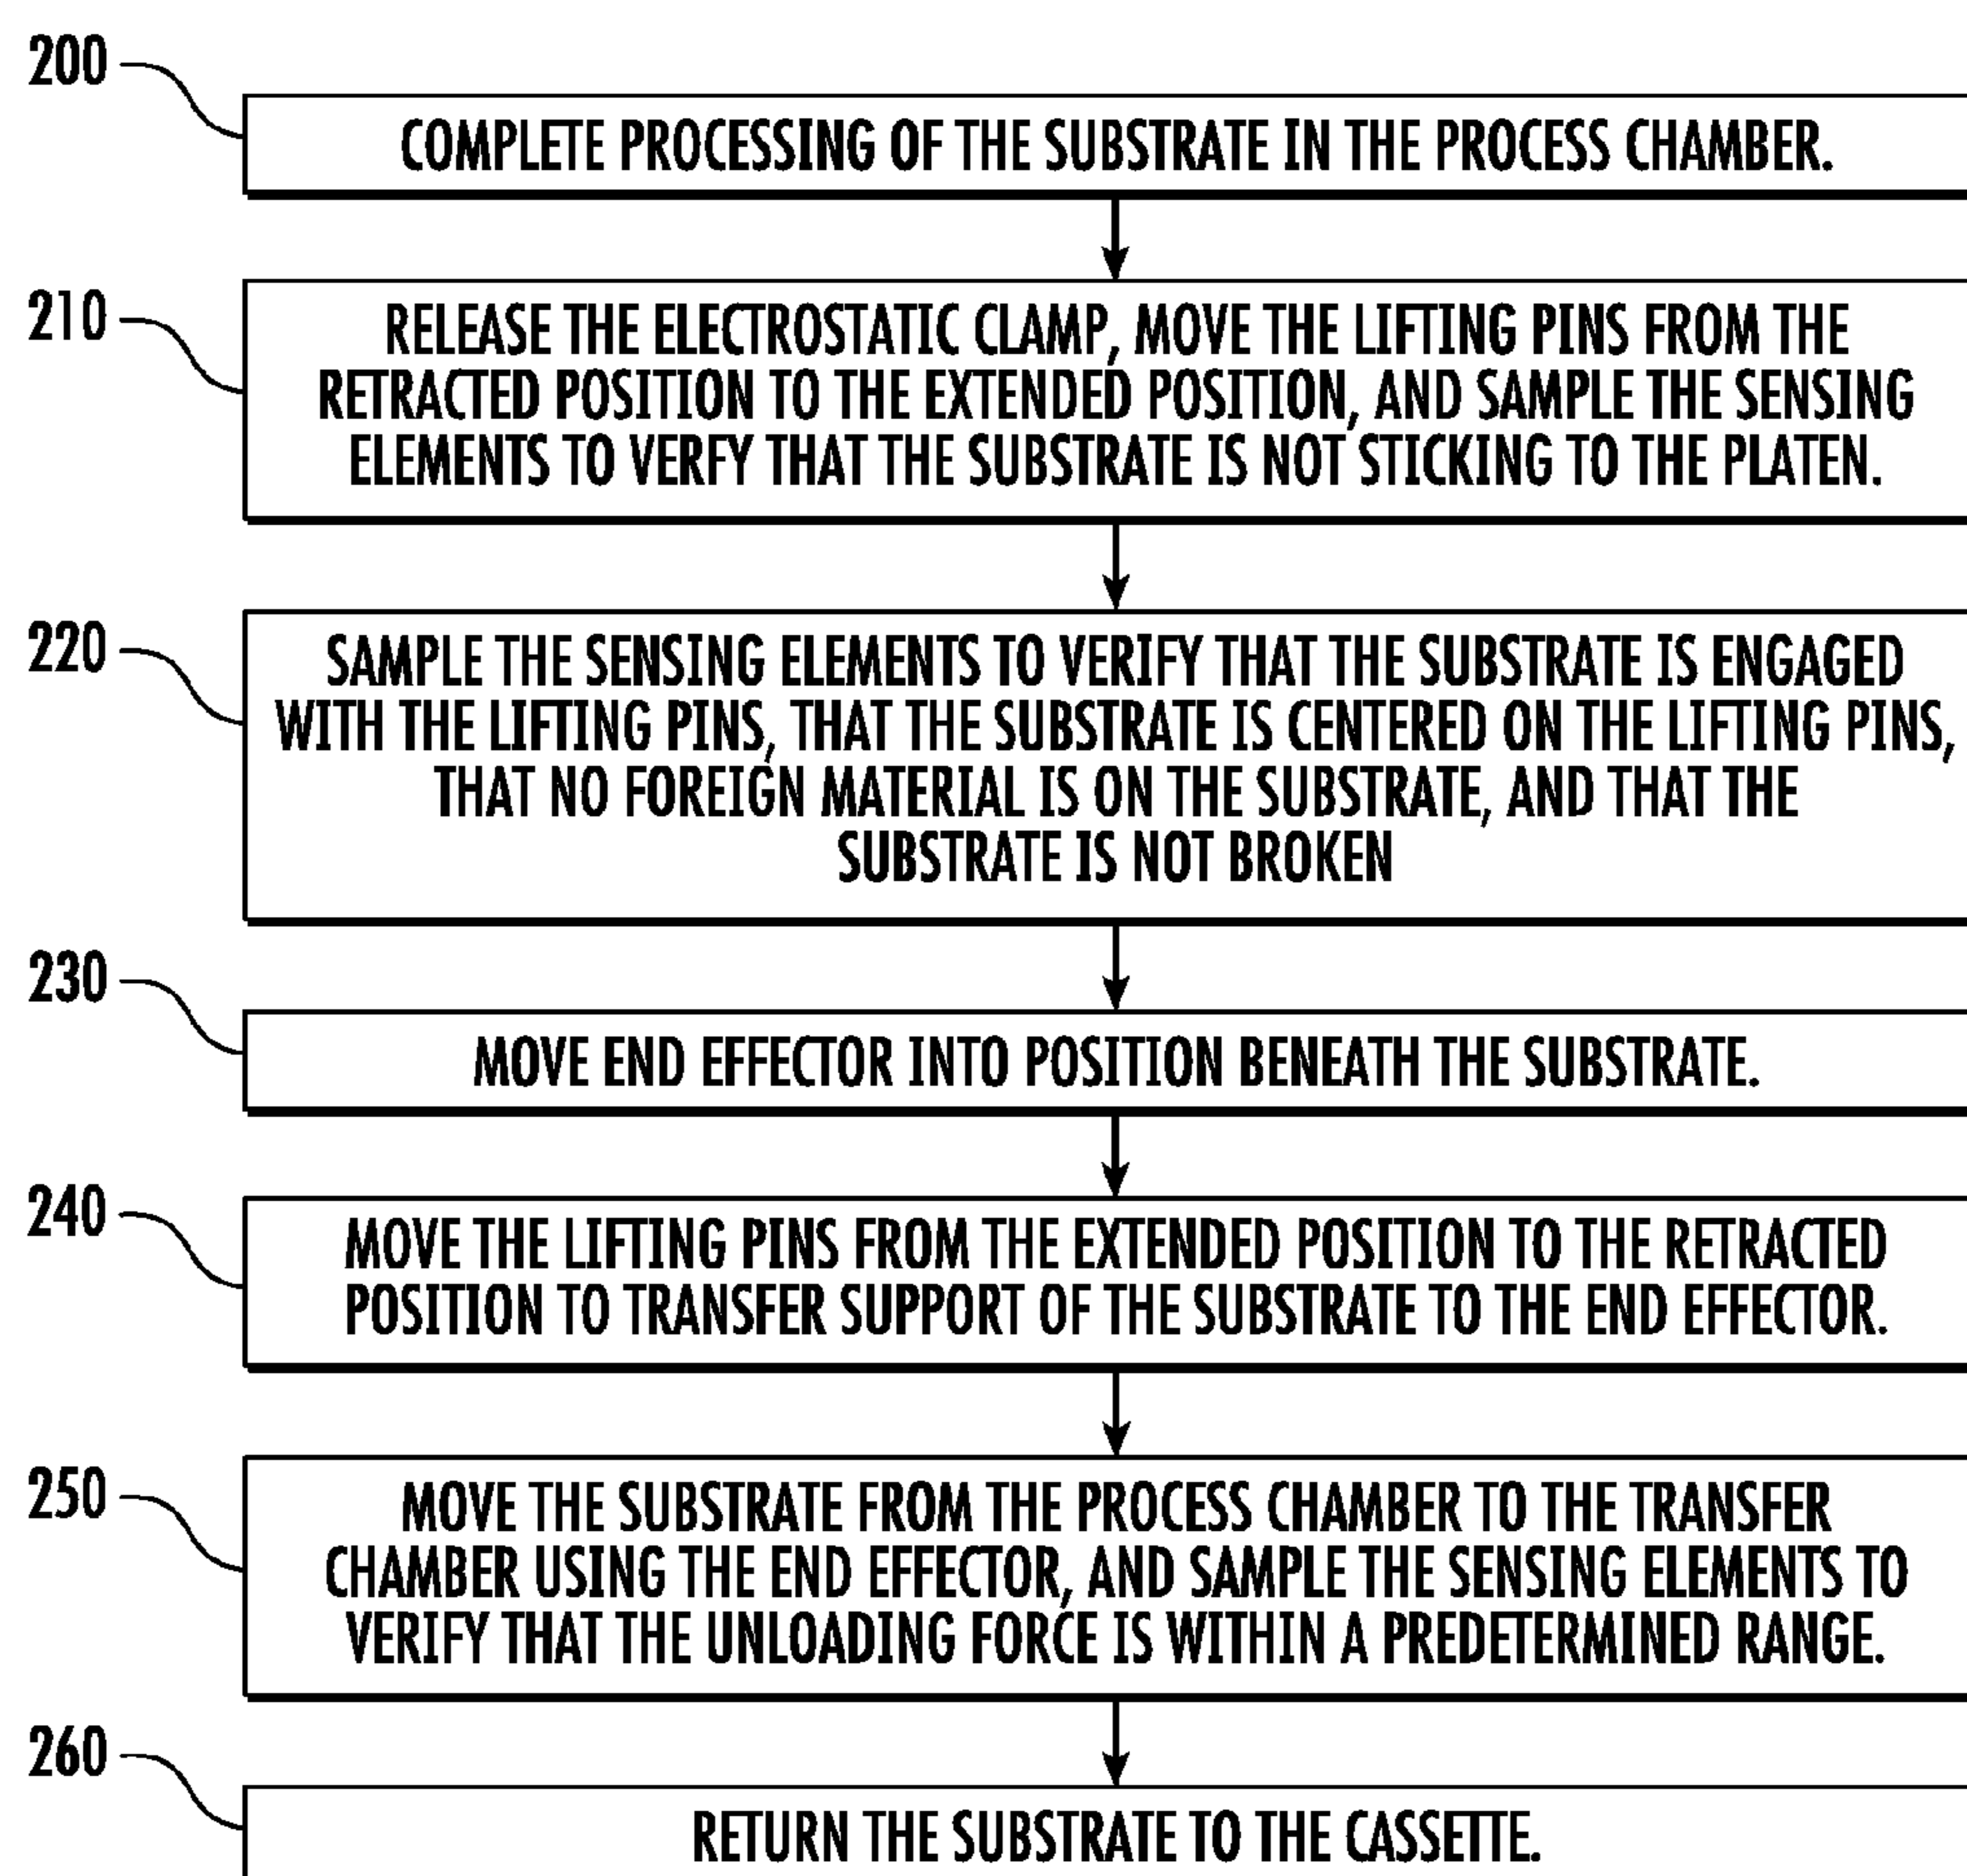 200
COMPLETE PROCESSING OF THE SUBSTRATE IN THE PROCESS CHAMBER.
210
RELEASE THE ELECTROSTATIC CLAMP, MOVE THE LIFTING PINS FROM THE
RETRACTED POSITION TO THE EXTENDED POSITION, AND SAMPLE THE SENSING
ELEMENTS TO VERFY THAT THE SUBSTRATE IS NOT STICKING TO THE PLATEN.
220
SAMPLE THE SENSING ELEMENTS TO VERIFY THAT THE SUBSTRATE IS ENGAGED
WITH THE LIFTING PINS, THAT THE SUBSTRATE IS CENTERED ON THE LIFTING PINS,
THAT NO FOREIGN MATERIAL IS ON THE SUBSTRATE, AND THAT THE
SUBSTRATE IS NOT BROKEN
230
MOVE END EFFECTOR INTO POSITION BENEATH THE SUBSTRATE.
240
MOVE THE LIFTING PINS FROM THE EXTENDED POSITION TO THE RETRACTED
POSITION TO TRANSFER SUPPORT OF THE SUBSTRATE TO THE END EFFECTOR.
250
MOVE THE SUBSTRATE FROM THE PROCESS CHAMBER TO THE TRANSFER
CHAMBER USING THE END EFFECTOR, AND SAMPLE THE SENSING ELEMENTS TO
VERIFY THAT THE UNLOADING FORCE IS WITHIN A PREDETERMINED RANGE.
260
RETURN THE SUBSTRATE TO THE CASSETTE.